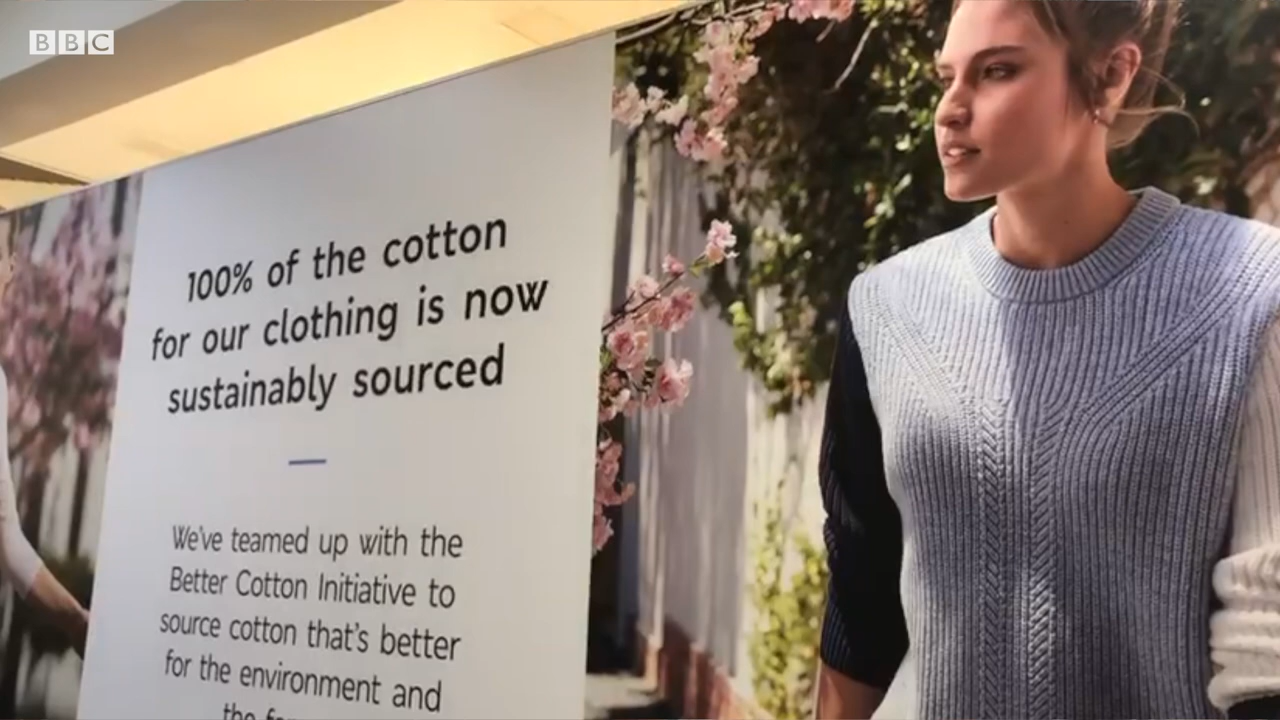 BBC
100% of the cotton
for our clothing is now
sustainably sourced
We've teamed up with the
Better Cotton Initiative to
source cotton that's better
for the environment and
the